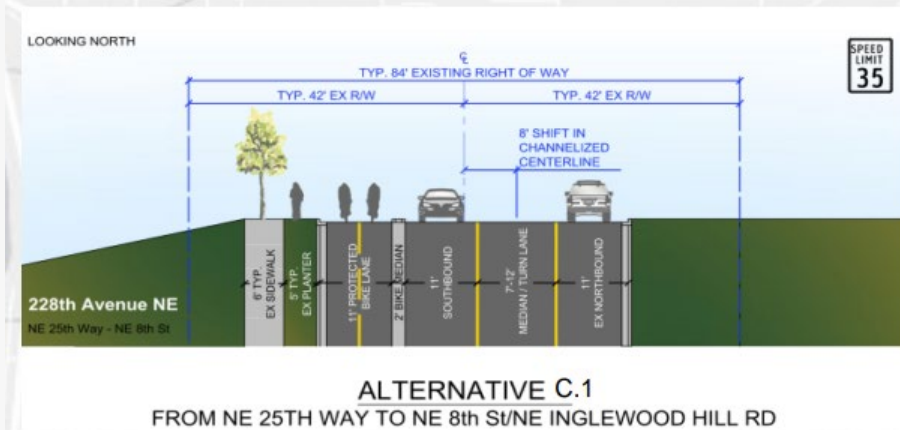 LOOKING NORTH
℄
TYP. 84' EXISTING RIGHT OF WAY
TYP. 42' EX R/W
TYP. 42' EX R/W
SPEED
LIMIT
35
8' SHIFT IN
CHANNELIZED
CENTERLINE
6' TYP.
EX SIDEWALK
5' TYP.
EX PLANTER
11' PROTECTED
BIKE LANE
2' BIKE MEDIAN
11'
SOUTHBOUND
7'-12'
MEDIAN / TURN LANE
11'
EX NORTHBOUND
228th Avenue NE
NE 25th Way - NE 8th St
ALTERNATIVE C.1
FROM NE 25TH WAY TO NE 8th St/NE INGLEWOOD HILL RD